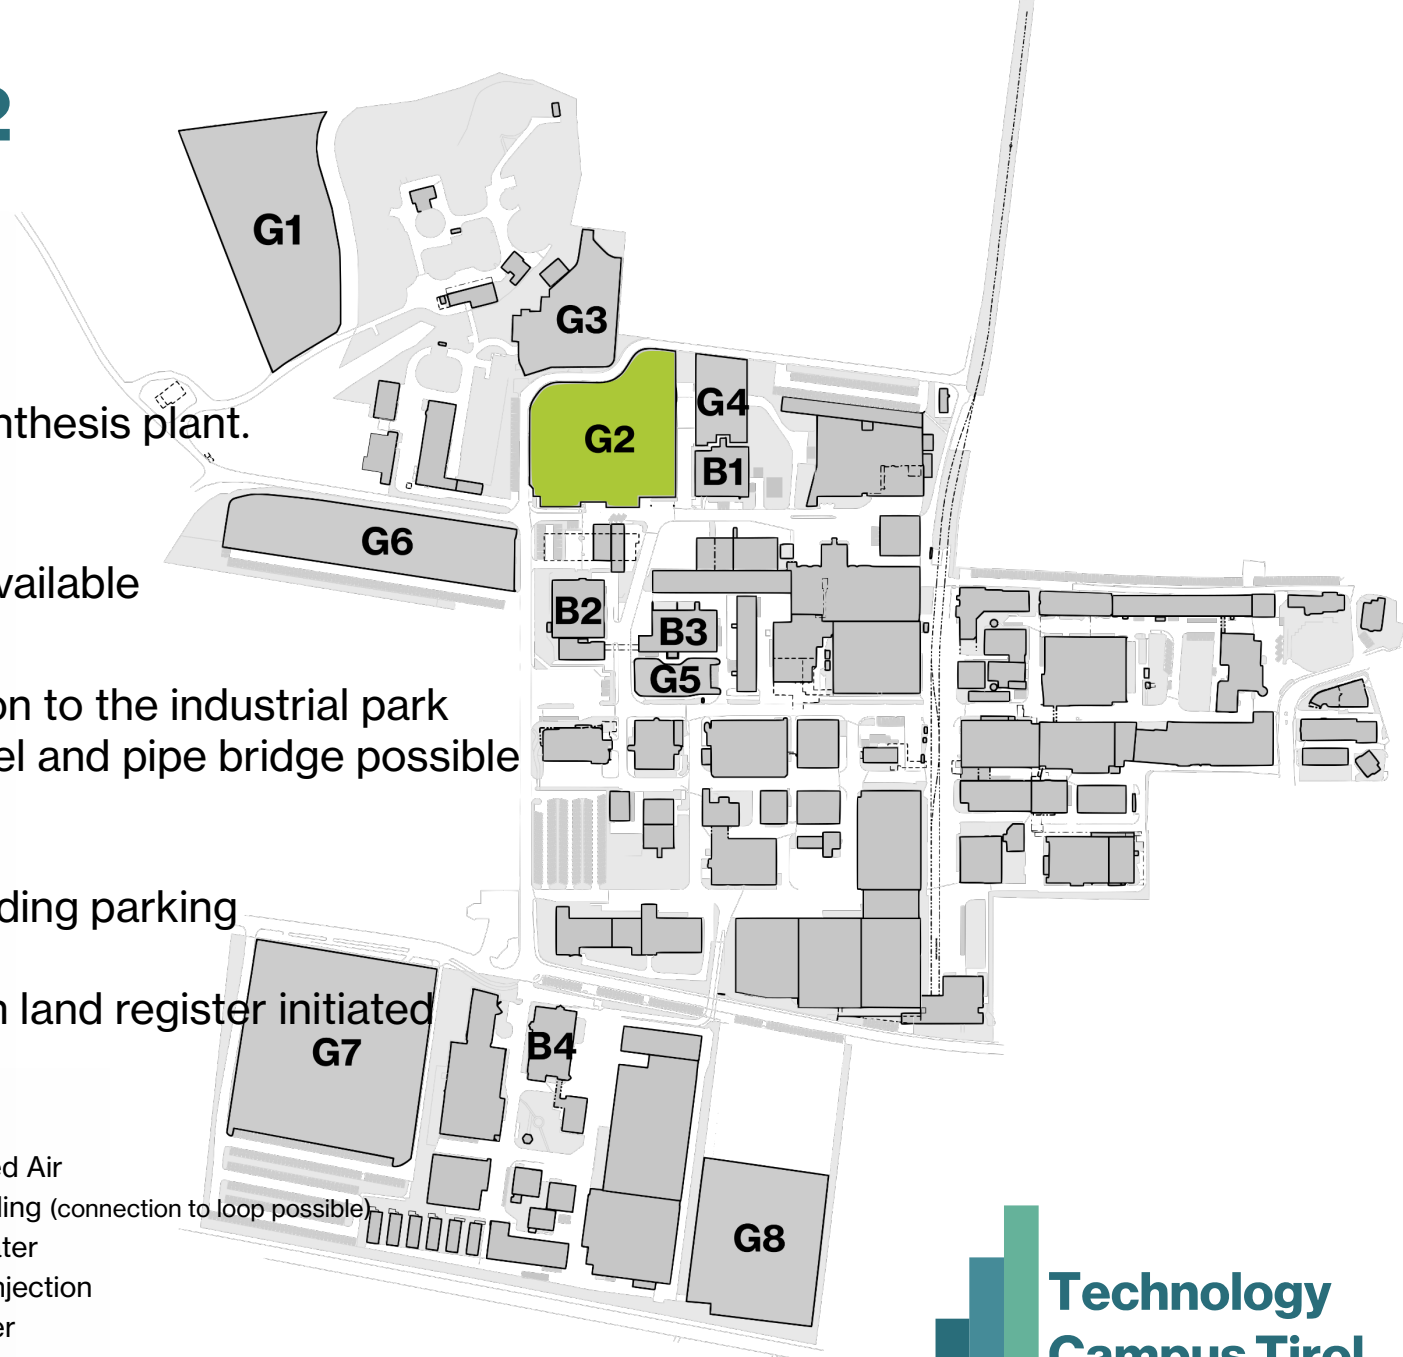 2
G1
G3
nthesis plant.
G4
G2
B1
G6
vailable
B2
B3
G5
on to the industrial park
el and pipe bridge possible
ding parking
n land register initiated
G7
B4
ed Air
ling (connection to loop possible)
ater
njection
er
G8
Technology
Campus Tirol